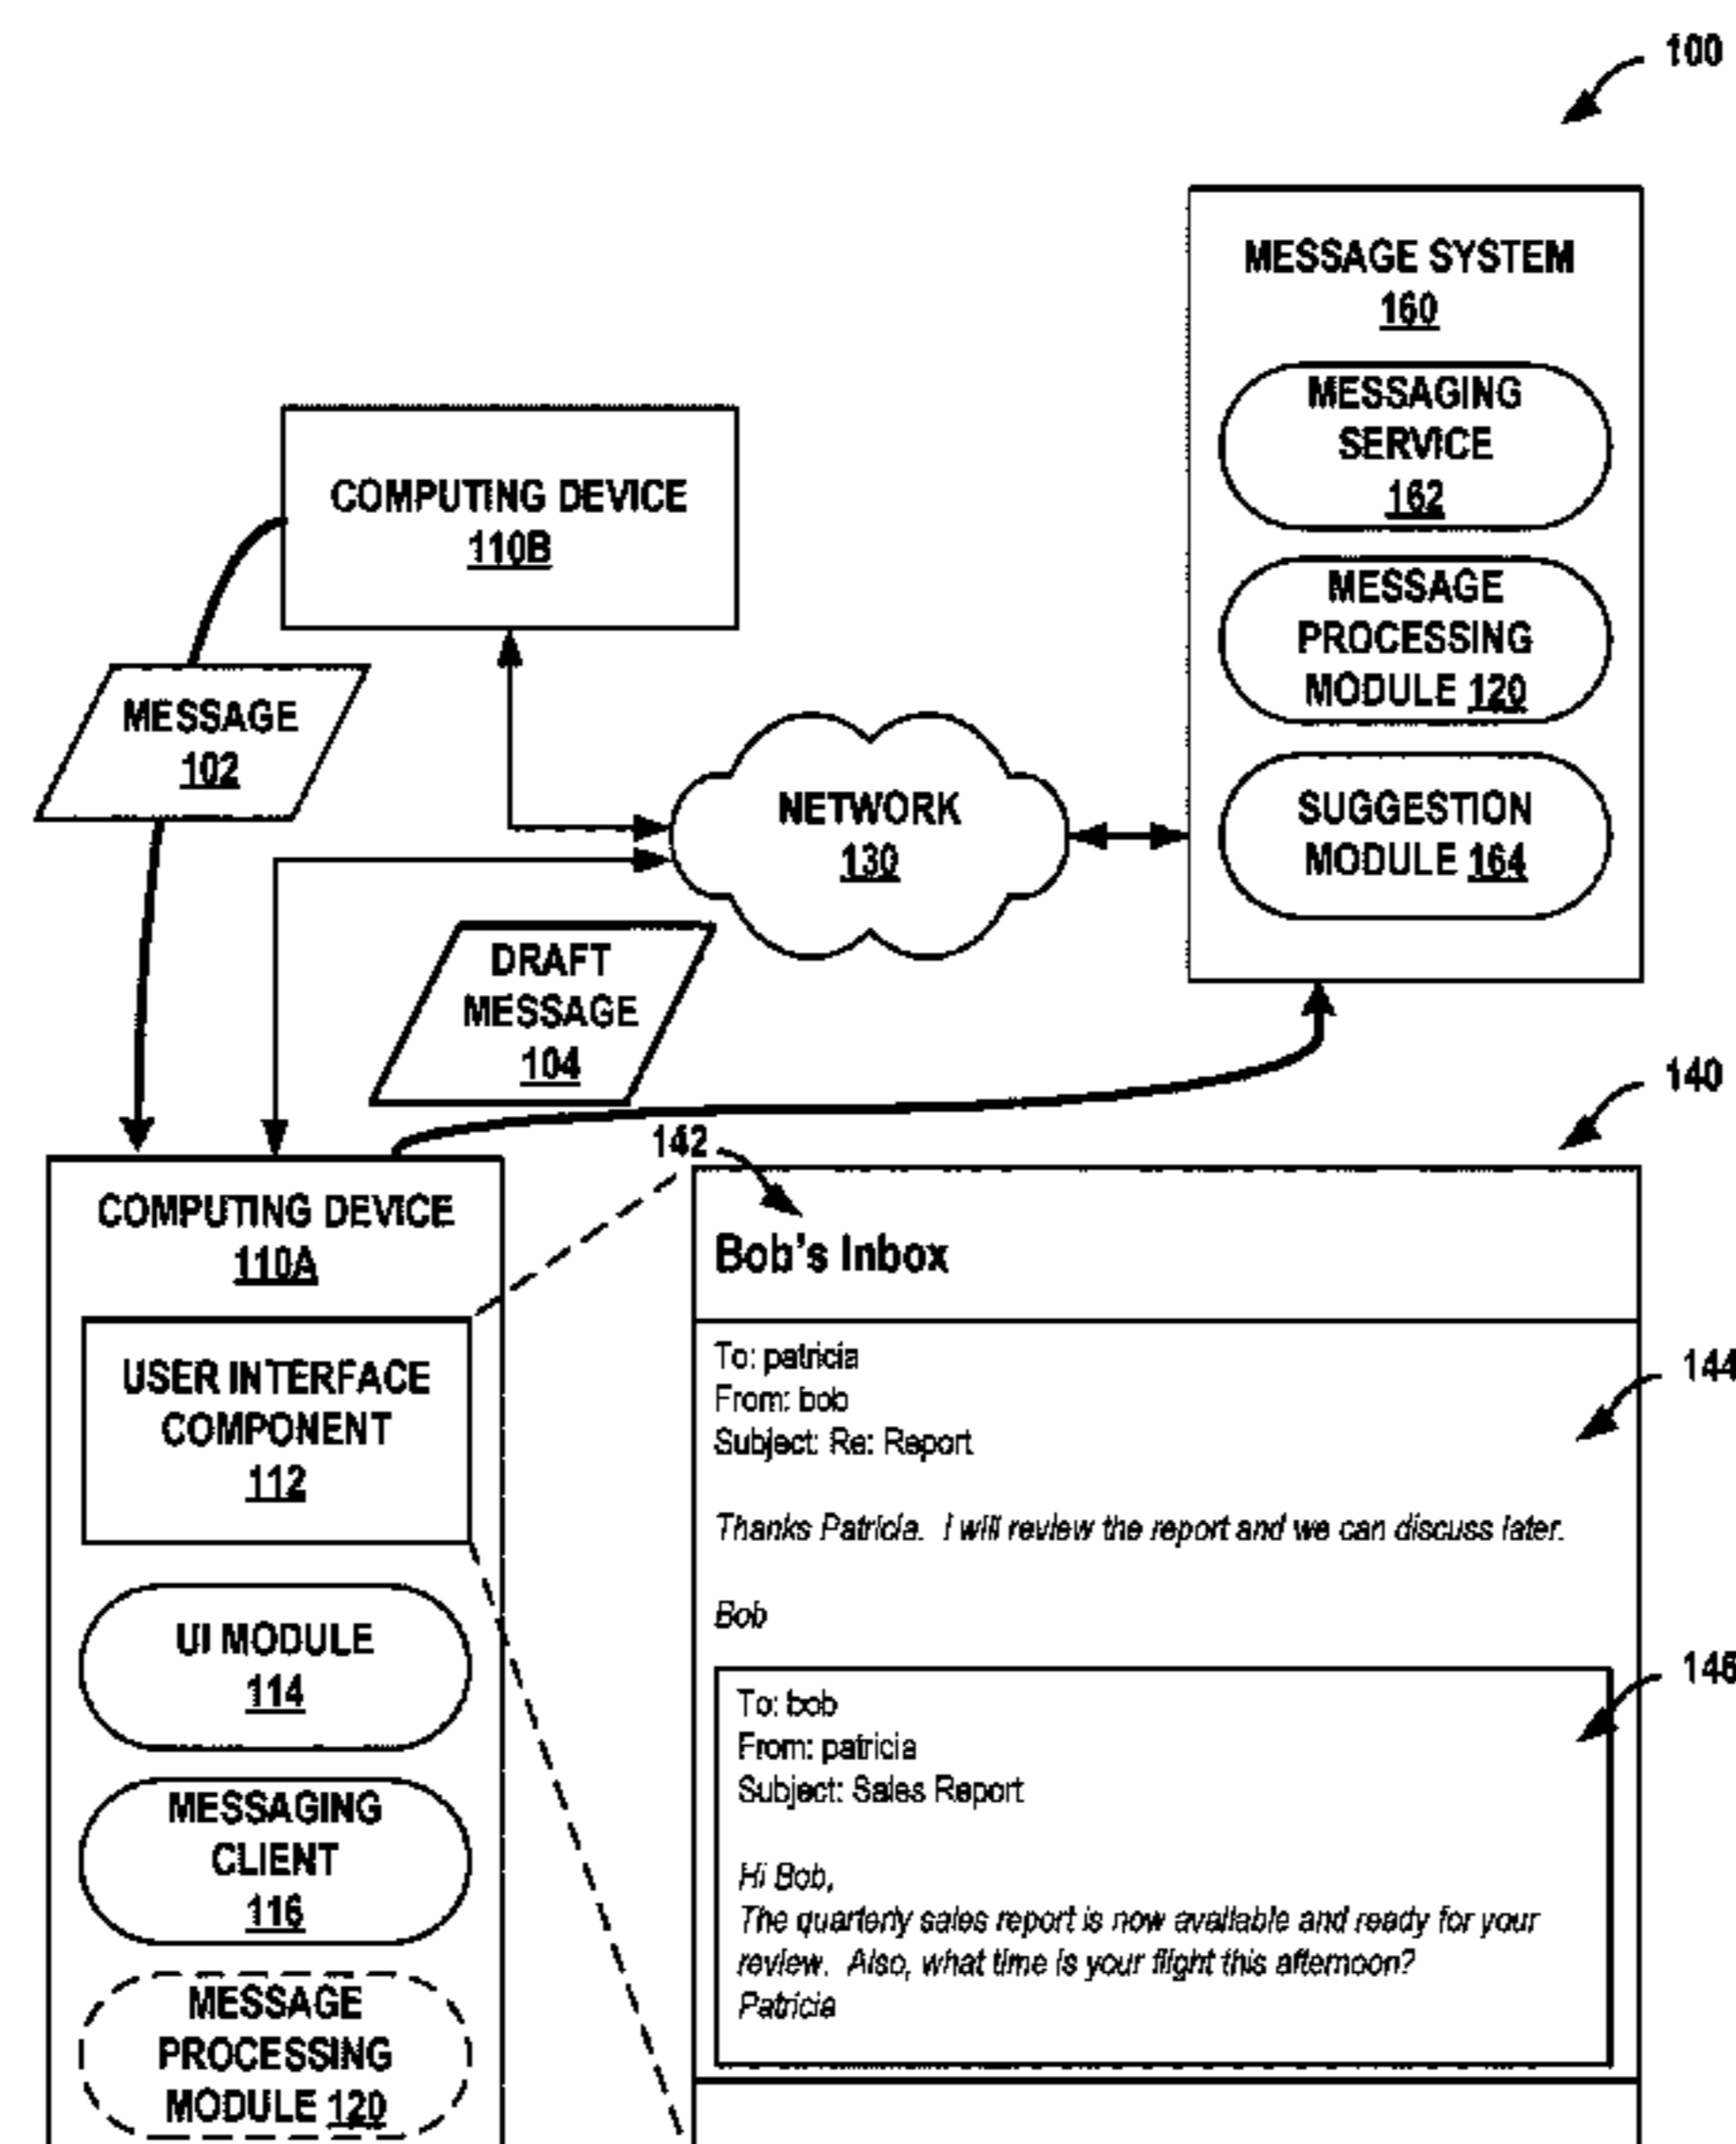 100
MESSAGE SYSTEM
160
MESSAGING
SERVICE
162
MESSAGE
PROCESSING
MODULE 120
SUGGESTION
MODULE 164
COMPUTING DEVICE
110B
MESSAGE
102
NETWORK
130
DRAFT
MESSAGE
104
140
142
COMPUTING DEVICE
110A
USER INTERFACE
COMPONENT
112
UI MODULE
114
MESSAGING
CLIENT
116
MESSAGE
PROCESSING
MODULE 120
Bob's Inbox
To: patricia
From: bob
Subject: Re: Report
144
Thanks Patricia. I will review the report and we can discuss later.
Bob
146
To: bob
From: patricia
Subject: Sales Report
Hi Bob,
The quarterly sales report is now available and ready for your
review. Also, what time is your flight this afternoon?
Patricia